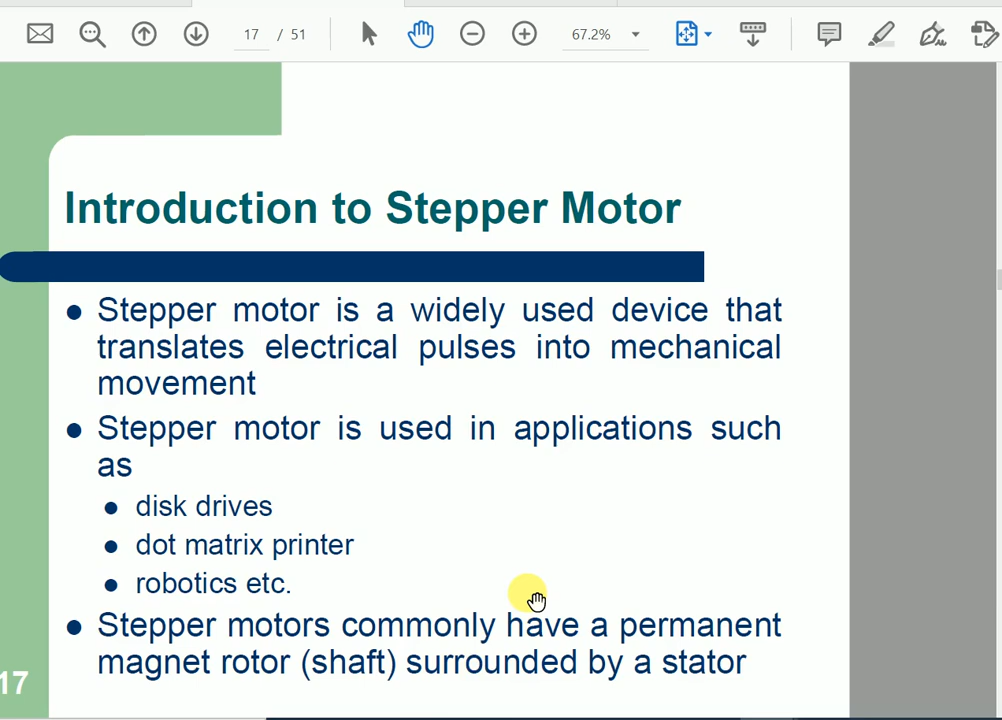 17 / 51 67.2%
Introduction to Stepper Motor
● Stepper motor is a widely used device that
translates electrical pulses into mechanical
movement
● Stepper motor is used in applications such
as
● disk drives
● dot matrix printer
● robotics etc.
● Stepper motors commonly have a permanent
magnet rotor (shaft) surrounded by a stator
17